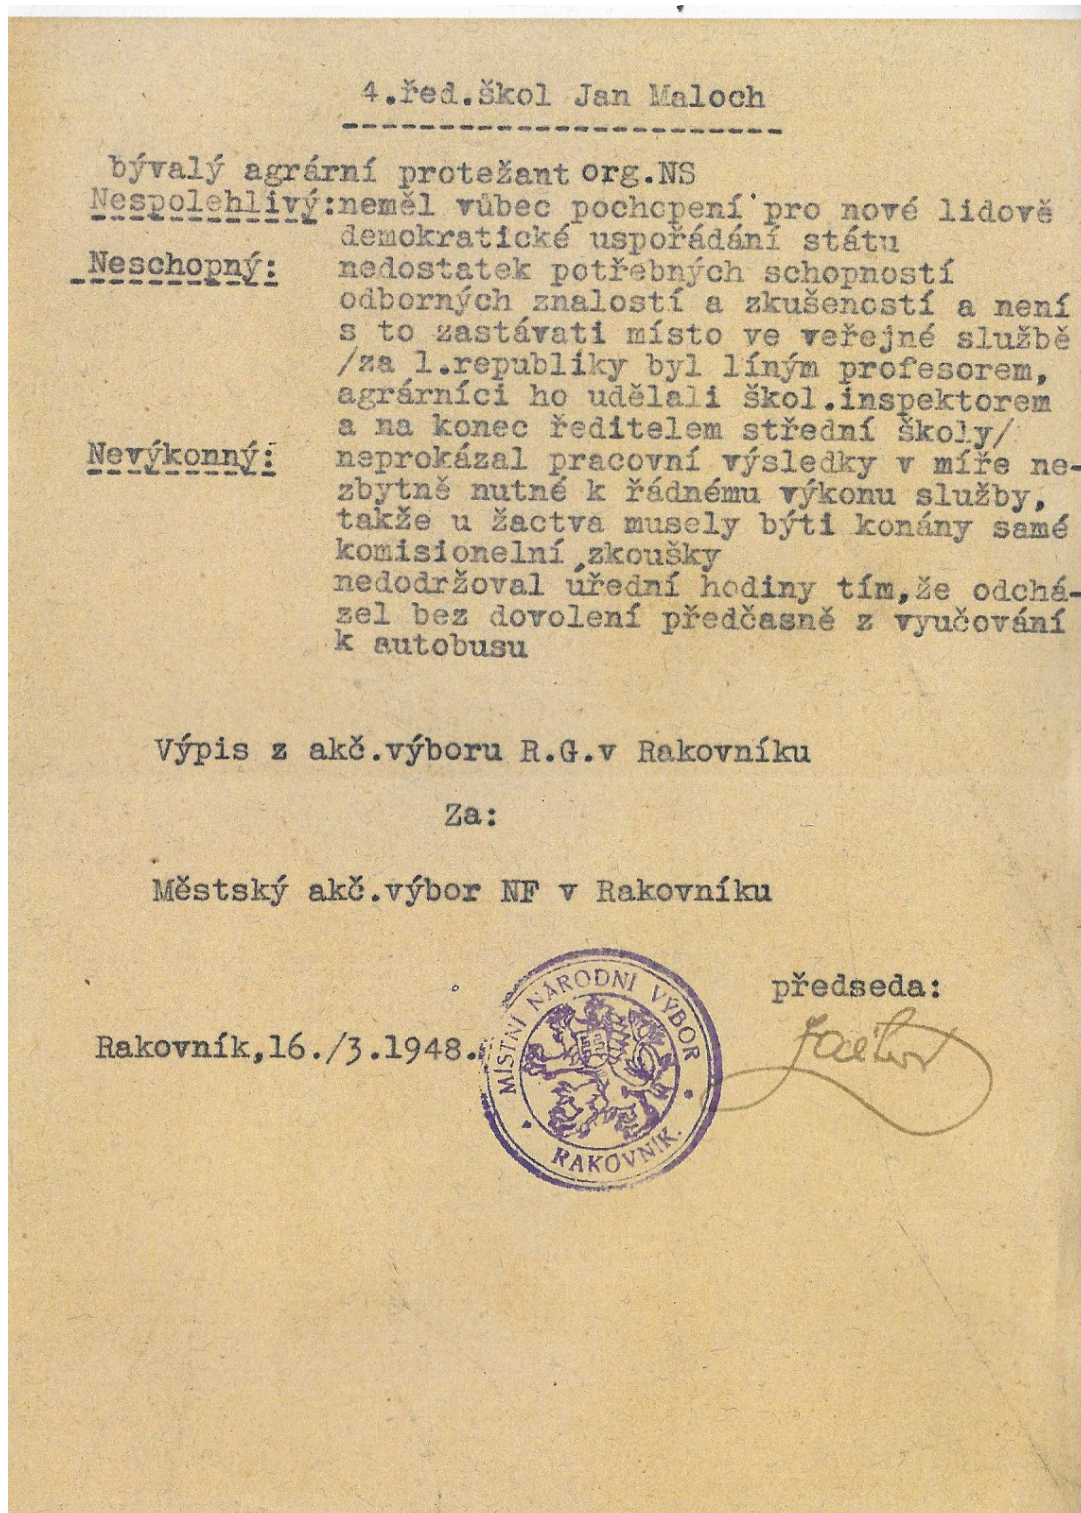 4.řed.škol Jan Maloch
bývalý agrární protežant org.NS
Nespolehlivý:neměl vůbec pochopení pro nové lidově
demokratické uspořádání státu
Neschopný: nedostatek potřebných schopností
odborných znalostí a zkušeností a není
s to zastávati místo ve veřejné službě
/za 1.republiky byl líným profesorem,
agrárníci ho udělali škol.inspektorem
a na konec ředitelem střední školy/
Nevýkonný: neprokázal pracovní výsledky v míře ne-
zbytně nutné k řádnému výkonu služby,
takže u žactva musely býti konány samé
komisionelní zkoušky
nedodržoval úřední hodiny tím,že odchá-
zel bez dovolení předčasně z vyučování
k autobusu
Výpis z akč.výboru R.G.v Rakovníku
Za:
Městský akč.výbor NF v Rakovníku
předseda:
Rakovník,16./3.1948.
MÍSTNÍ NÁRODNÍ VÝBOR
RAKOVNÍK.